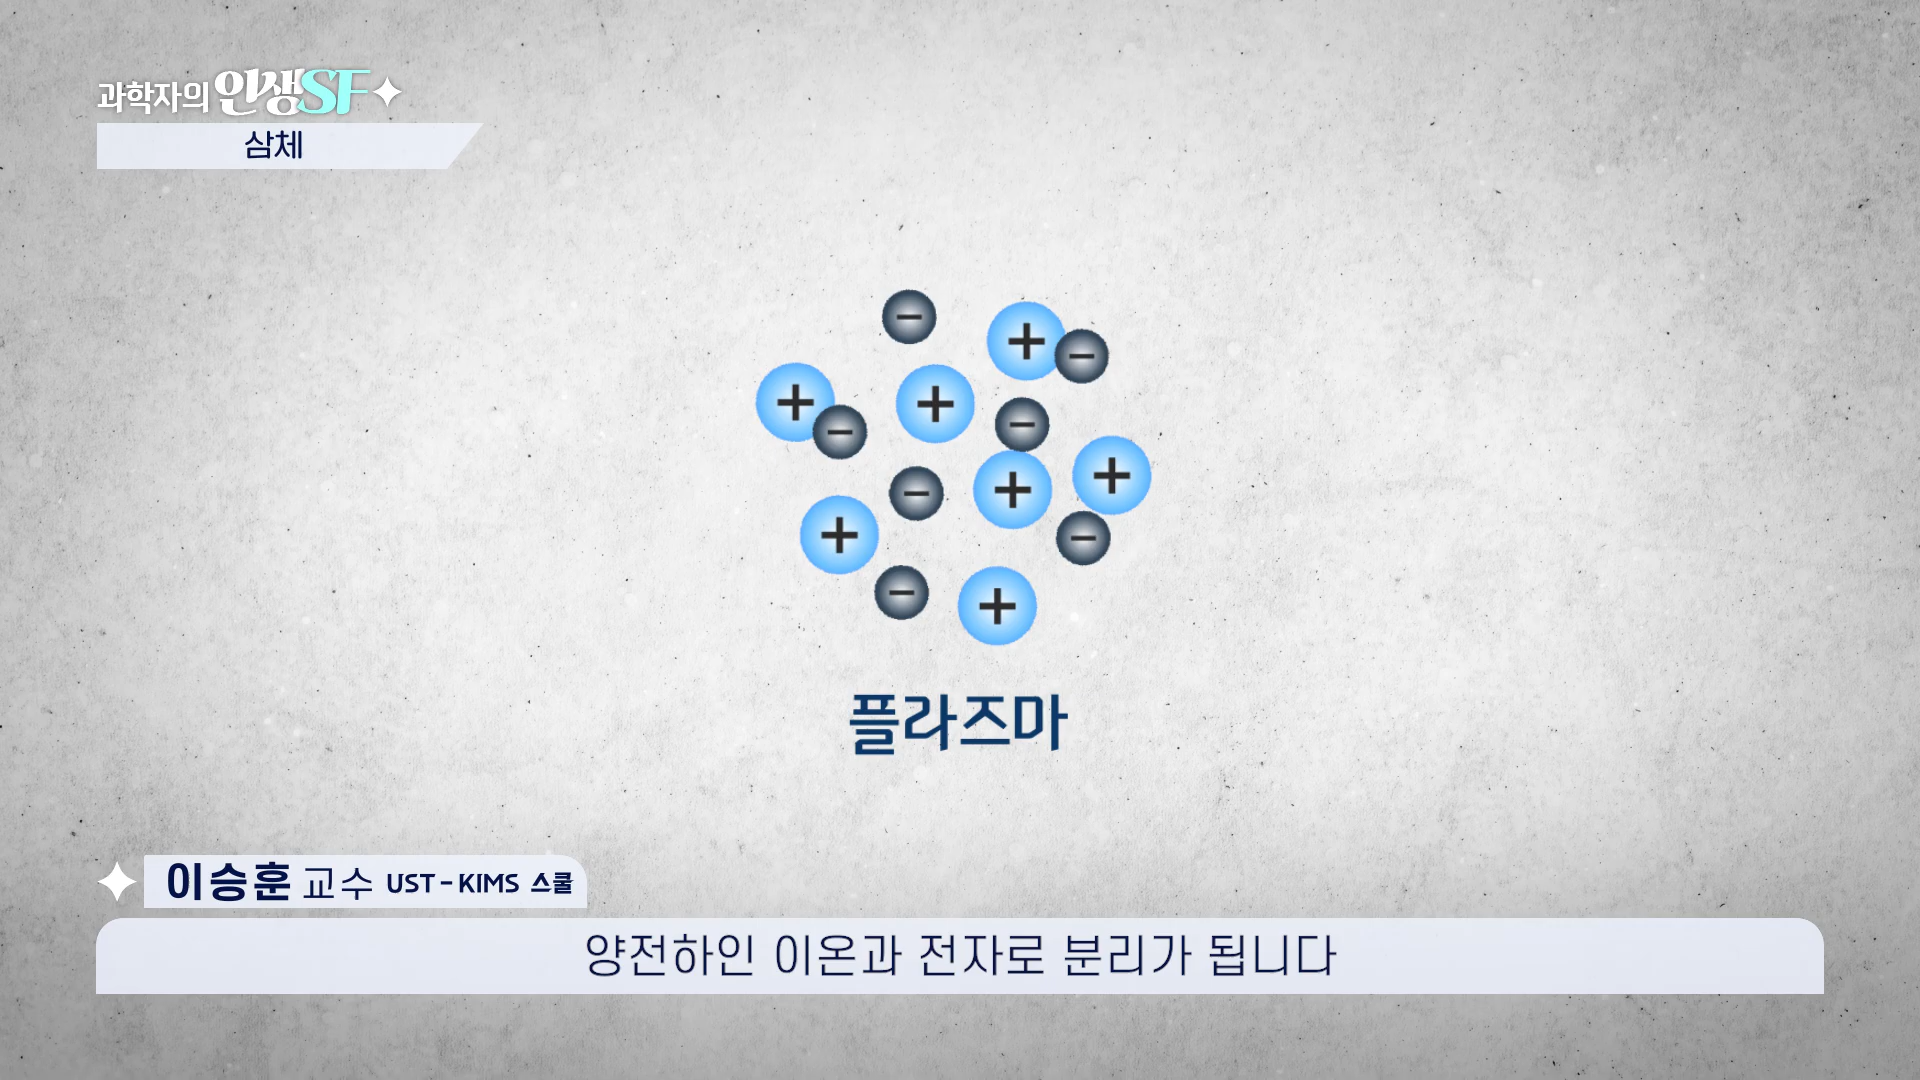 과학자의 인생SF
삼체
플라즈마
이승훈 교수 UST-KIMS 스쿨
양전하인 이온과 전자로 분리가 됩니다